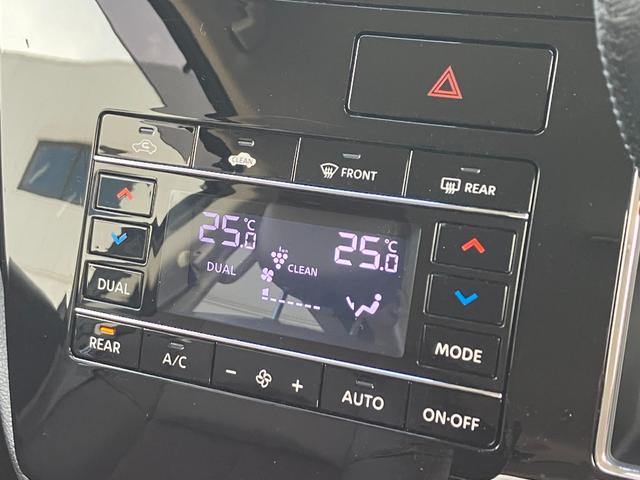 CLEAN FRONT REAR
25.0°C 25.0°C
DUAL CLEAN
DUAL
MODE
REAR A/C - + AUTO ON·OFF